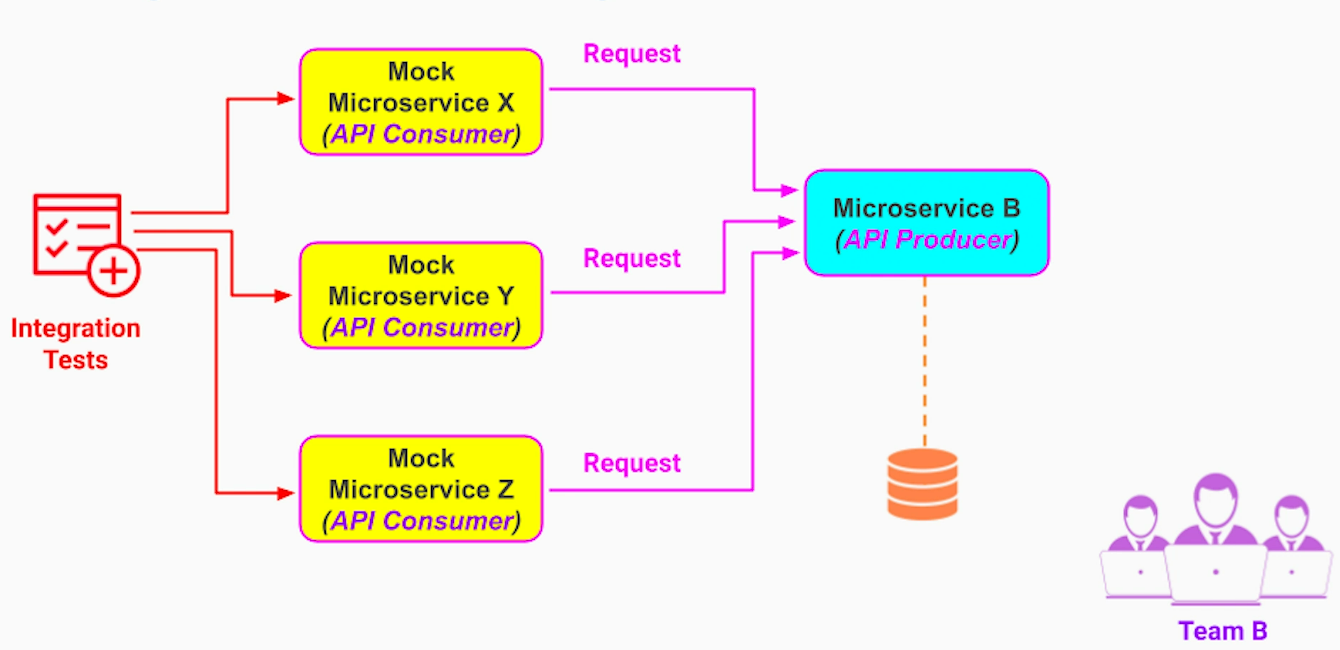 Request
Mock
Microservice X
(API Consumer)
Microservice B
(API Producer)
Integration
Tests
Mock
Microservice Y
(API Consumer)
Request
Mock
Microservice Z
(API Consumer)
Request
Team B